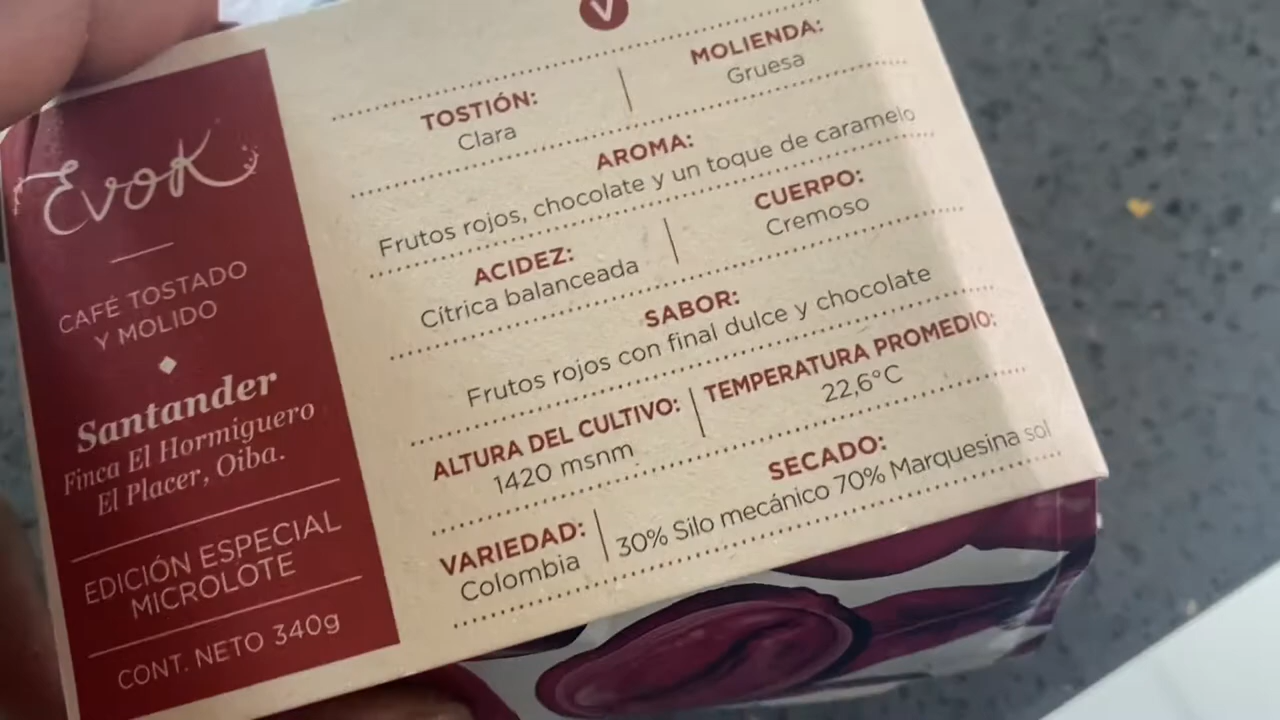 Evok
CAFÉ TOSTADO
Y MOLIDO
Santander
Finca El Hormiguero
El Placer, Oiba.
EDICIÓN ESPECIAL
MICROLOTE
CONT. NETO 340g
V
TOSTIÓN:
Clara
MOLIENDA:
Gruesa
AROMA:
Frutos rojos, chocolate y un toque de caramelo
ACIDEZ:
Cítrica balanceada
CUERPO:
Cremoso
SABOR:
Frutos rojos con final dulce y chocolate
ALTURA DEL CULTIVO:
1420 msnm
TEMPERATURA PROMEDIO:
22,6°C
VARIEDAD:
Colombia
SECADO:
30% Silo mecánico 70% Marquesina sol